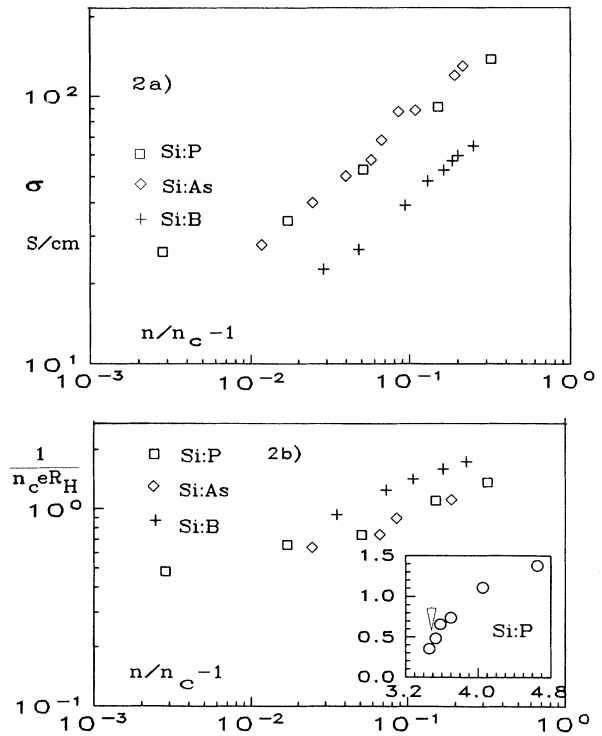 2a)
10²
□ Si:P
◇ Si:As
+ Si:B
σ
S/cm
n/n_c -1
10¹
10⁻³ 10⁻² 10⁻¹ 10⁰
2b)
1/(n_c eR_H)
□ Si:P
◇ Si:As
+ Si:B
10⁰
1.5
1.0
0.5
0.0
Si:P
3.2 4.0 4.8
n/n_c -1
10⁻¹
10⁻³ 10⁻² 10⁻¹ 10⁰